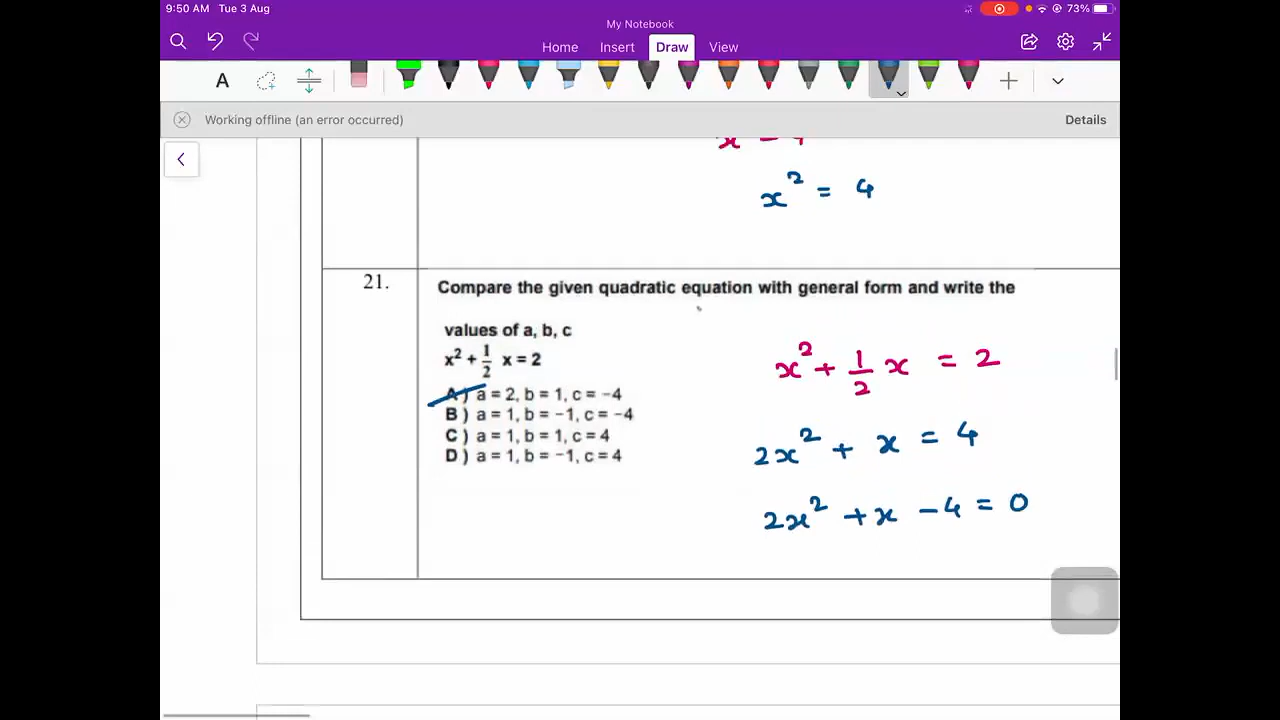 9:50 AM Tue 3 Aug
73%
My Notebook
Home Insert Draw View
A
Working offline (an error occurred)
Details
x² = 4
21.
Compare the given quadratic equation with general form and write the
values of a, b, c
x² + 1/2 x = 2
A) a = 2, b = 1, c = −4
B) a = 1, b = −1, c = −4
C) a = 1, b = 1, c = 4
D) a = 1, b = −1, c = 4
x² + 1/2 x = 2
2x² + x = 4
2x² + x − 4 = 0